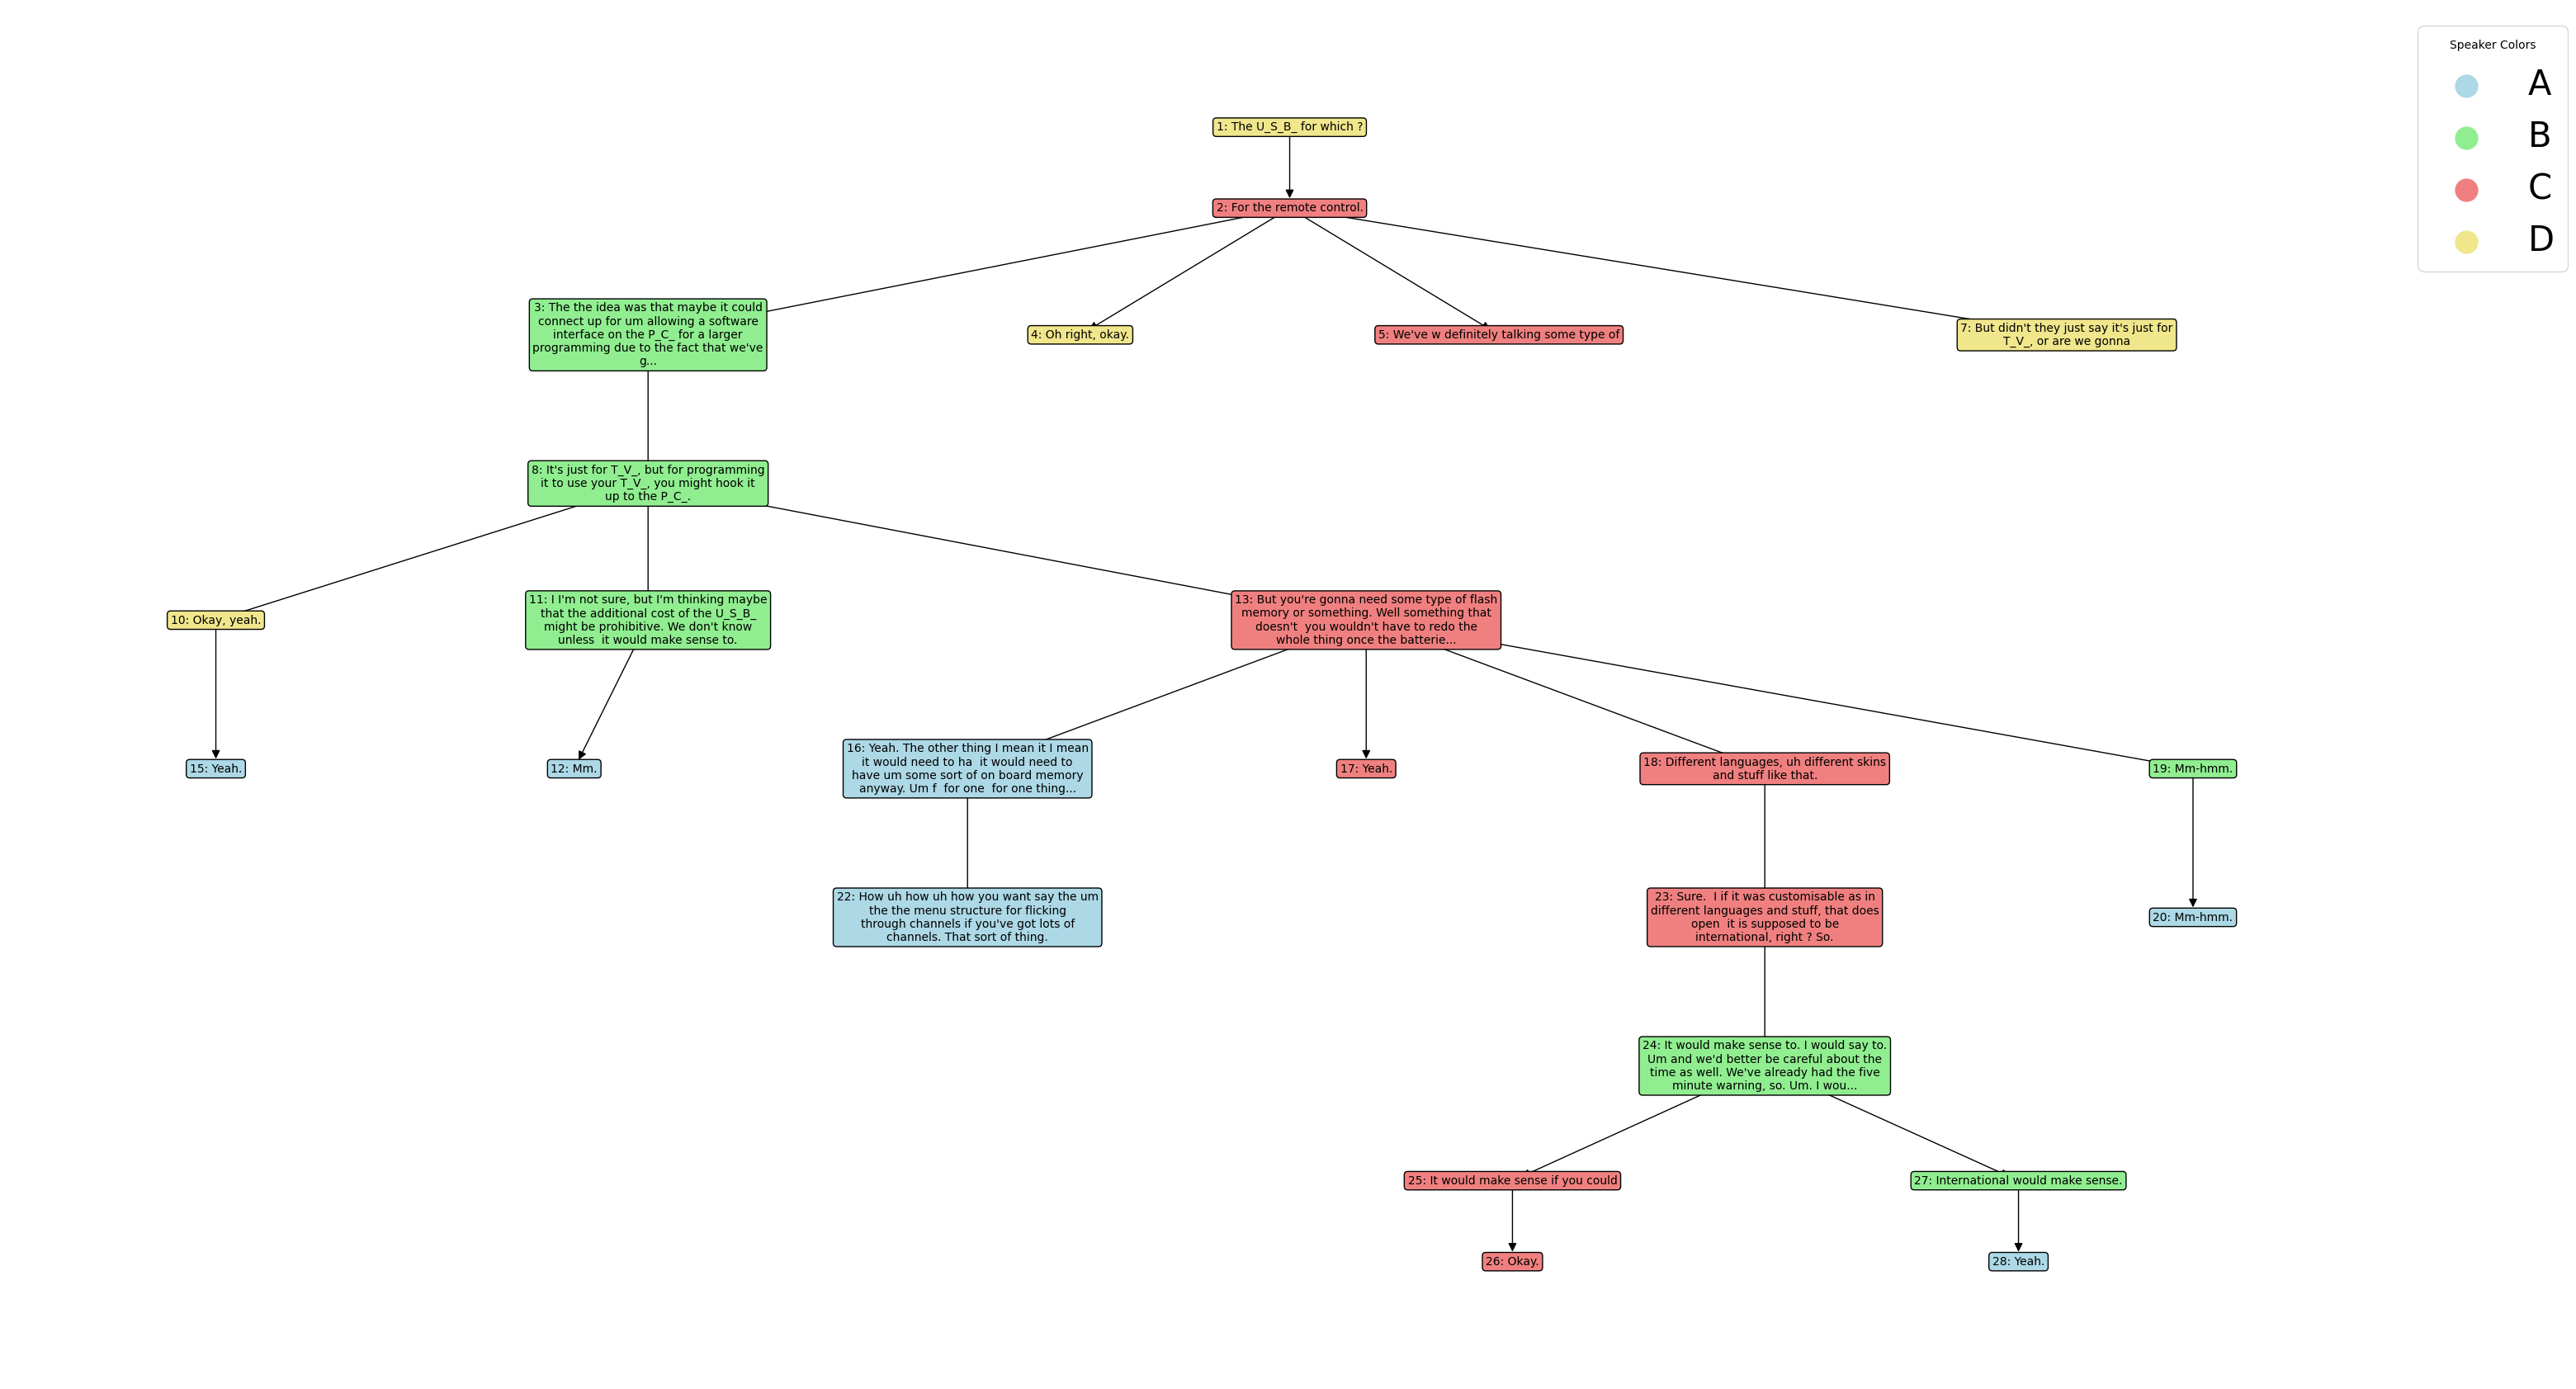 Speaker Colors
A
B
C
D
1: The U_S_B_ for which ?
2: For the remote control.
3: The the idea was that maybe it could
connect up for um allowing a software
interface on the P_C_ for a larger
programming due to the fact that we've
g...
4: Oh right, okay.
5: We've w definitely talking some type of
7: But didn't they just say it's just for
T_V_, or are we gonna
8: It's just for T_V_, but for programming
it to use your T_V_, you might hook it
up to the P_C_.
10: Okay, yeah.
11: I I'm not sure, but I'm thinking maybe
that the additional cost of the U_S_B_
might be prohibitive. We don't know
unless  it would make sense to.
13: But you're gonna need some type of flash
memory or something. Well something that
doesn't  you wouldn't have to redo the
whole thing once the batterie...
15: Yeah.
12: Mm.
16: Yeah. The other thing I mean it I mean
it would need to ha  it would need to
have um some sort of on board memory
anyway. Um f  for one  for one thing...
17: Yeah.
18: Different languages, uh different skins
and stuff like that.
19: Mm-hmm.
22: How uh how uh how you want say the um
the the menu structure for flicking
through channels if you've got lots of
channels. That sort of thing.
23: Sure.  I if it was customisable as in
different languages and stuff, that does
open  it is supposed to be
international, right ? So.
20: Mm-hmm.
24: It would make sense to. I would say to.
Um and we'd better be careful about the
time as well. We've already had the five
minute warning, so. Um. I wou...
25: It would make sense if you could
27: International would make sense.
26: Okay.
28: Yeah.